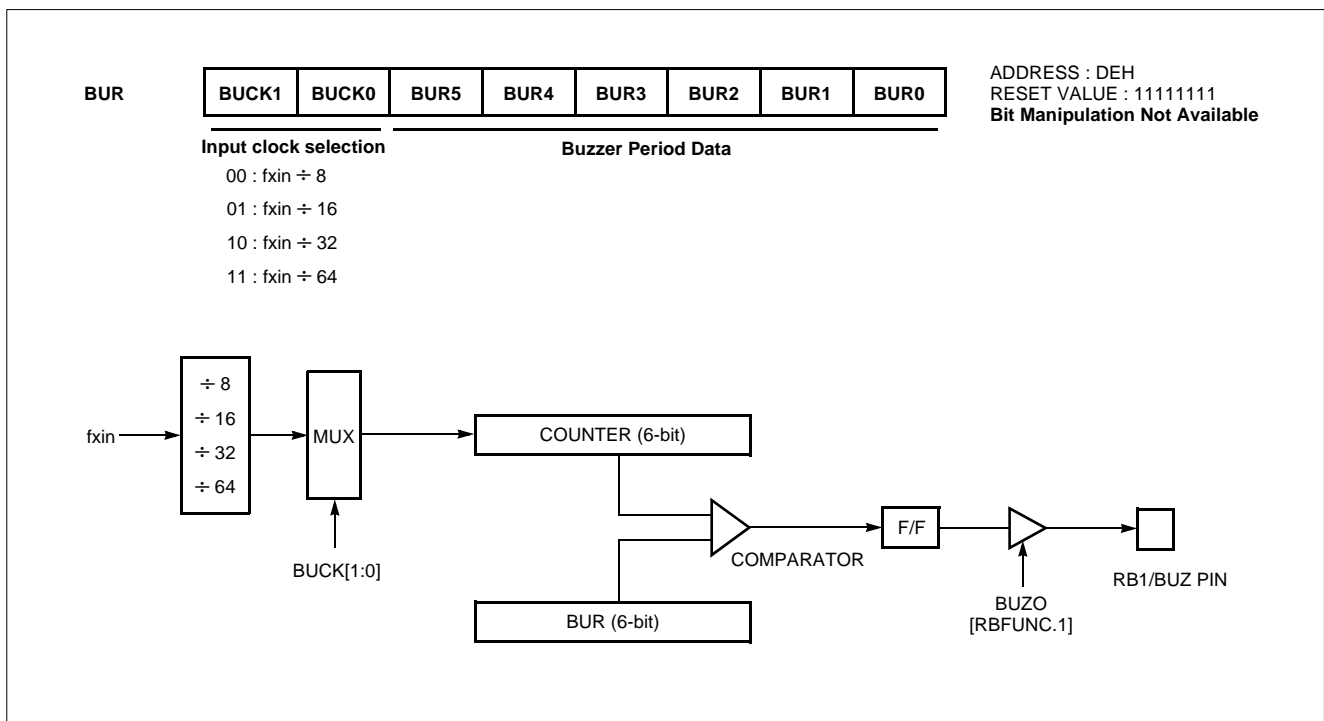 BUR
BUCK1 BUCK0 BUR5 BUR4 BUR3 BUR2 BUR1 BUR0
ADDRESS : DEH
RESET VALUE : 11111111
Bit Manipulation Not Available
Input clock selection
Buzzer Period Data
00 : fxin ÷ 8
01 : fxin ÷ 16
10 : fxin ÷ 32
11 : fxin ÷ 64
fxin
÷ 8
÷ 16
÷ 32
÷ 64
MUX
BUCK[1:0]
COUNTER (6-bit)
COMPARATOR
BUR (6-bit)
F/F
BUZO
[RBFUNC.1]
RB1/BUZ PIN